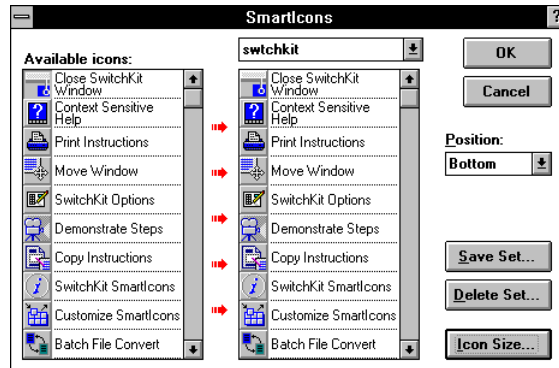 SmartIcons
?
Available icons:
swtchkit
OK
Cancel
Close SwitchKit
Window
Context Sensitive
Help
Print Instructions
Move Window
SwitchKit Options
Demonstrate Steps
Copy Instructions
SwitchKit SmartIcons
Customize SmartIcons
Batch File Convert
Close SwitchKit
Window
Context Sensitive
Help
Print Instructions
Move Window
SwitchKit Options
Demonstrate Steps
Copy Instructions
SwitchKit SmartIcons
Customize SmartIcons
Batch File Convert
Position:
Bottom
Save Set...
Delete Set...
Icon Size...